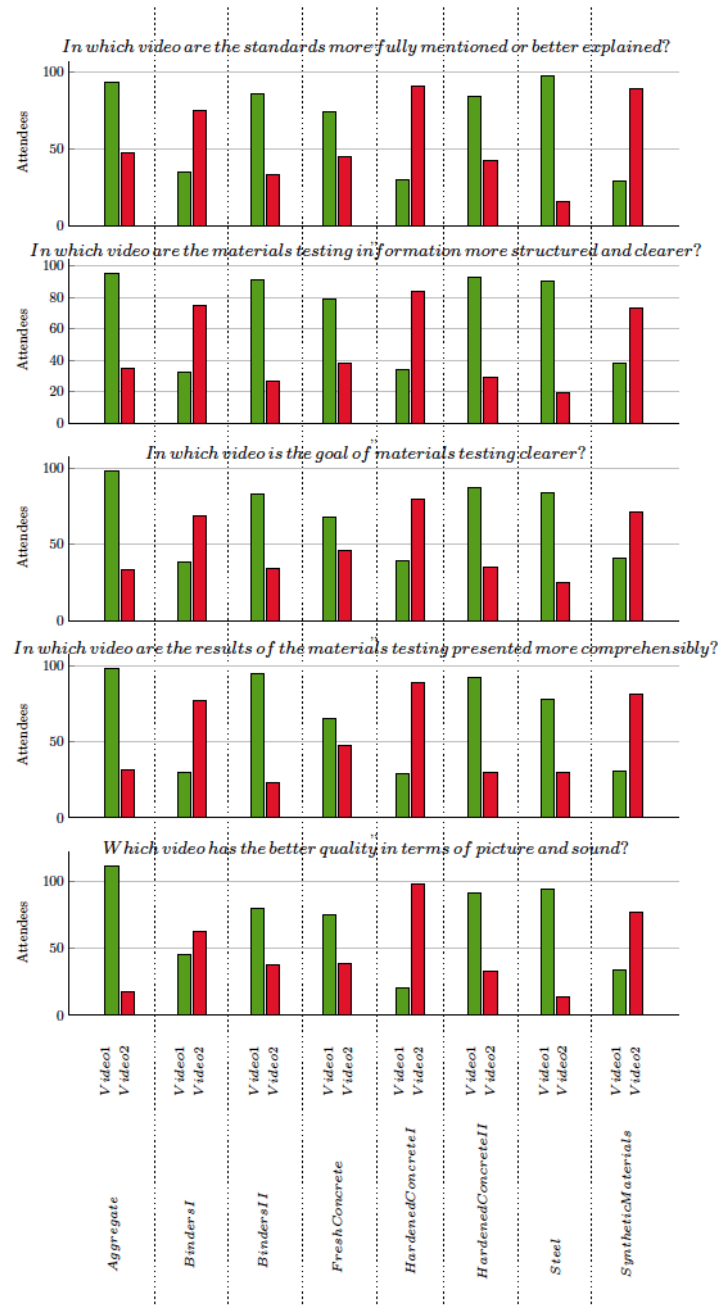 In which video are the standards more fully mentioned or better explained?
100
50
0
Attendees
"
In which video are the materials testing information more structured and clearer?
100
80
60
40
20
0
Attendees
"
In which video is the goal of materials testing clearer?
100
50
0
Attendees
"
In which video are the results of the materials testing presented more comprehensibly?
100
50
0
Attendees
"
Which video has the better quality in terms of picture and sound?
100
50
0
Attendees
Video1 Video2 Video1 Video2 Video1 Video2 Video1 Video2 Video1 Video2 Video1 Video2 Video1 Video2 Video1 Video2
Aggregate BindersI BindersII FreshConcrete HardenedConcreteI HardenedConcreteII Steel SyntheticMaterials